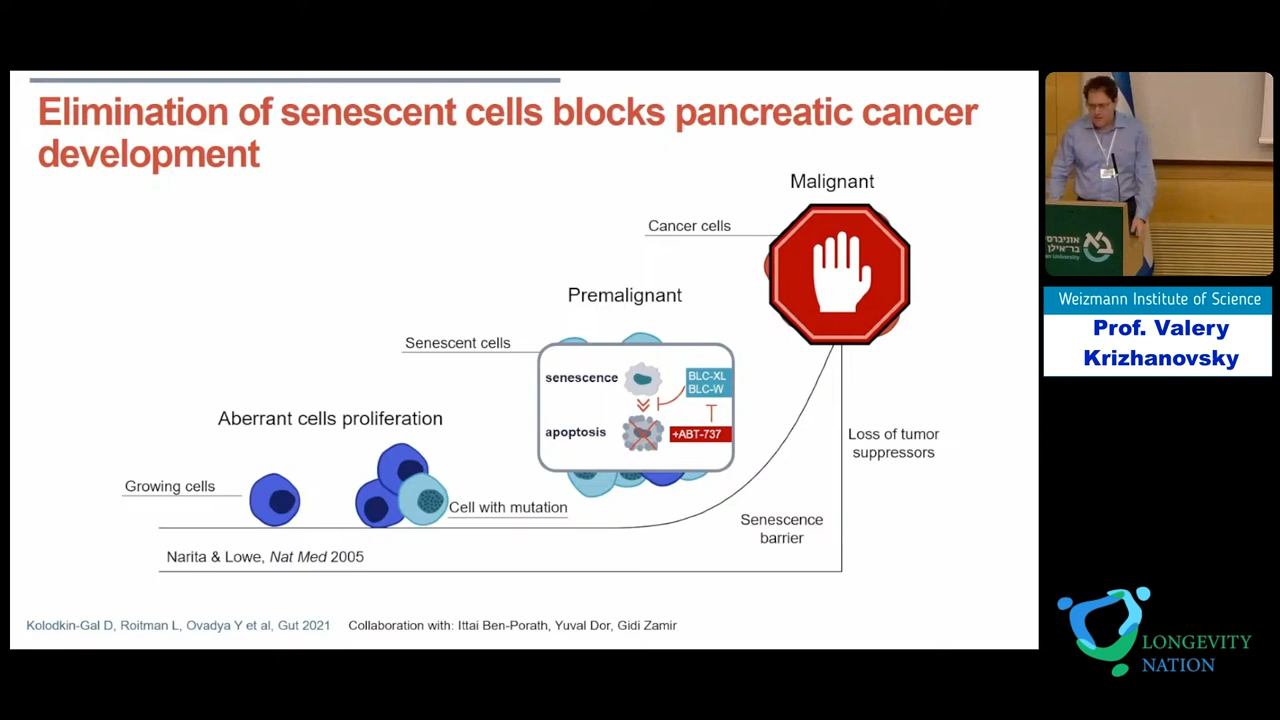 Elimination of senescent cells blocks pancreatic cancer
development
Malignant
Cancer cells
Premalignant
Senescent cells
senescence
BLC-XL
BLC-W
apoptosis
+ABT-737
Aberrant cells proliferation
Growing cells
Cell with mutation
Loss of tumor
suppressors
Senescence
barrier
Narita & Lowe, Nat Med 2005
Kolodkin-Gal D, Roitman L, Ovadya Y et al, Gut 2021
Collaboration with: Ittai Ben-Porath, Yuval Dor, Gidi Zamir
Weizmann Institute of Science
Prof. Valery
Krizhanovsky
LONGEVITY
NATION